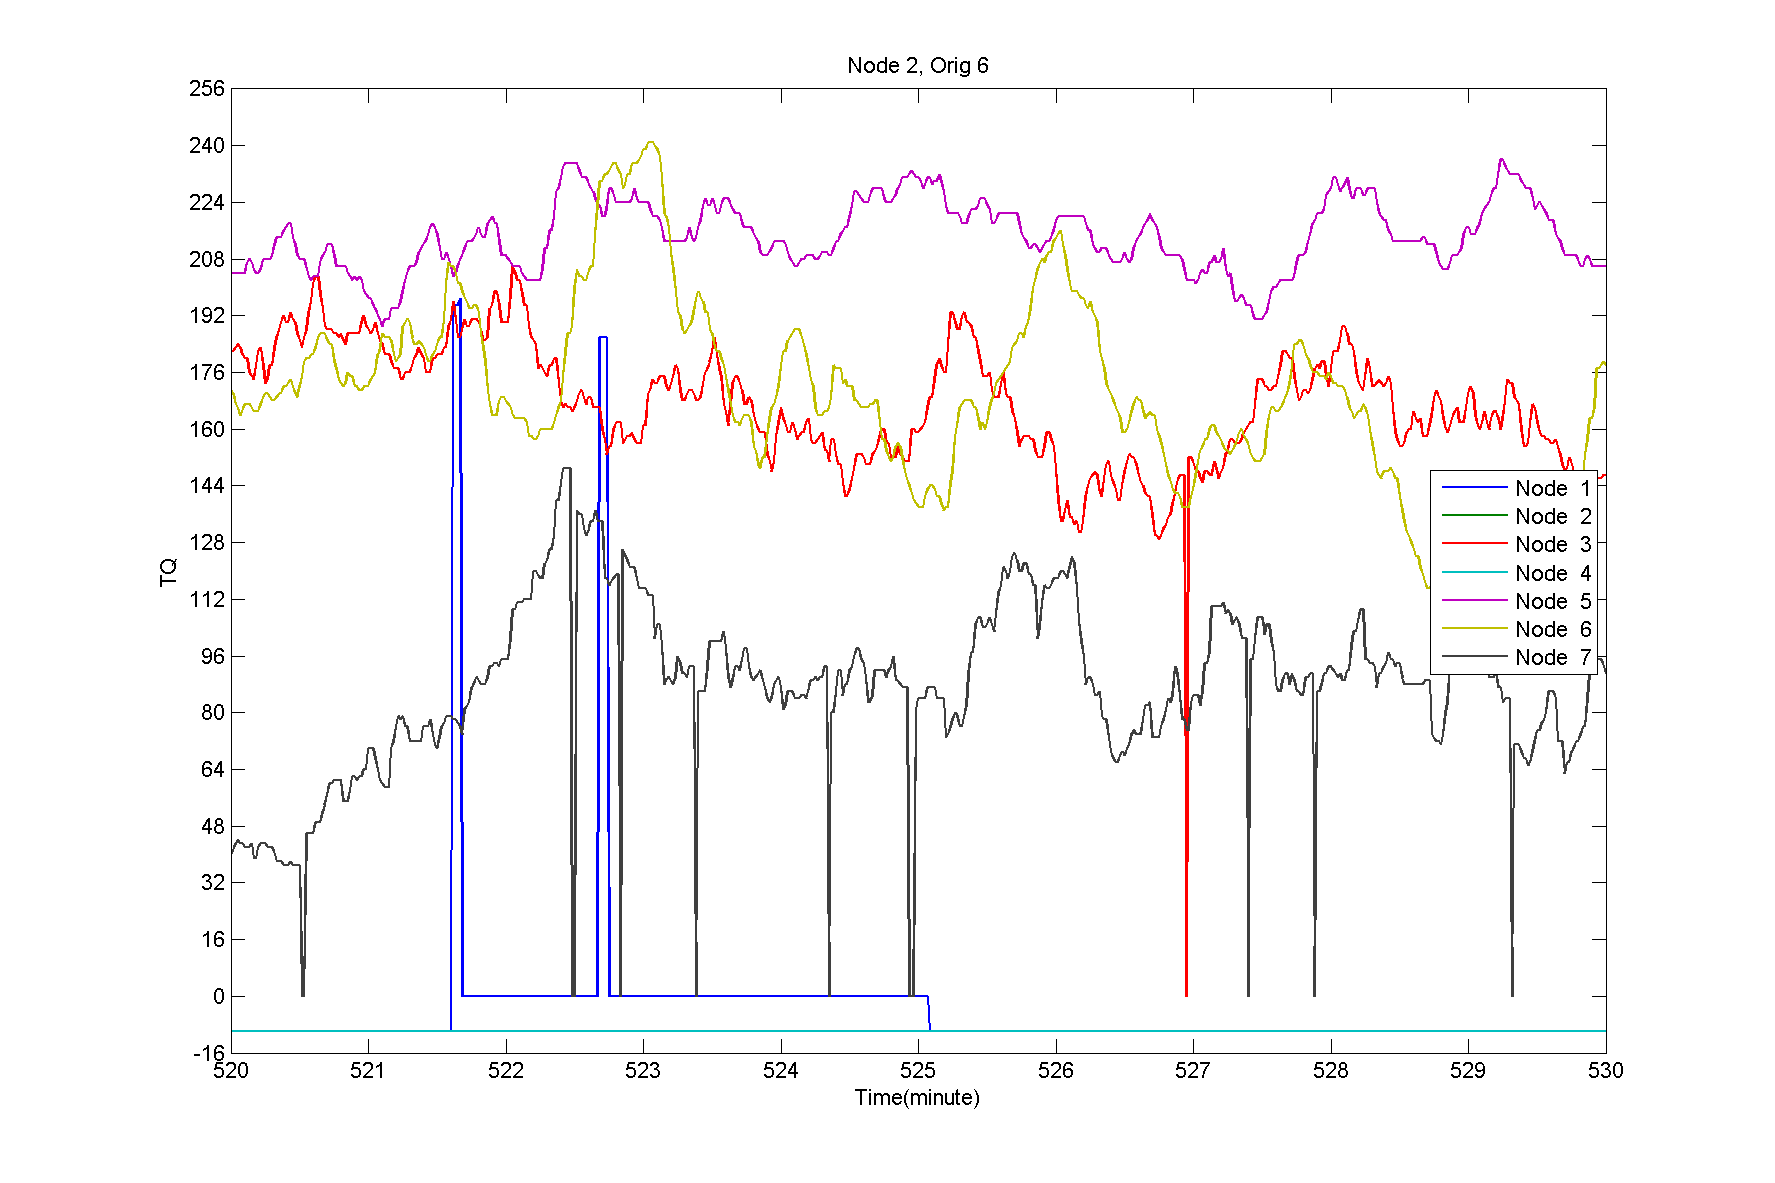 Node 2, Orig 6
256
240
224
208
192
176
160
144
128
112
96
80
64
48
32
16
0
-16
TQ
520 521 522 523 524 525 526 527 528 529 530
Time(minute)
Node 1
Node 2
Node 3
Node 4
Node 5
Node 6
Node 7